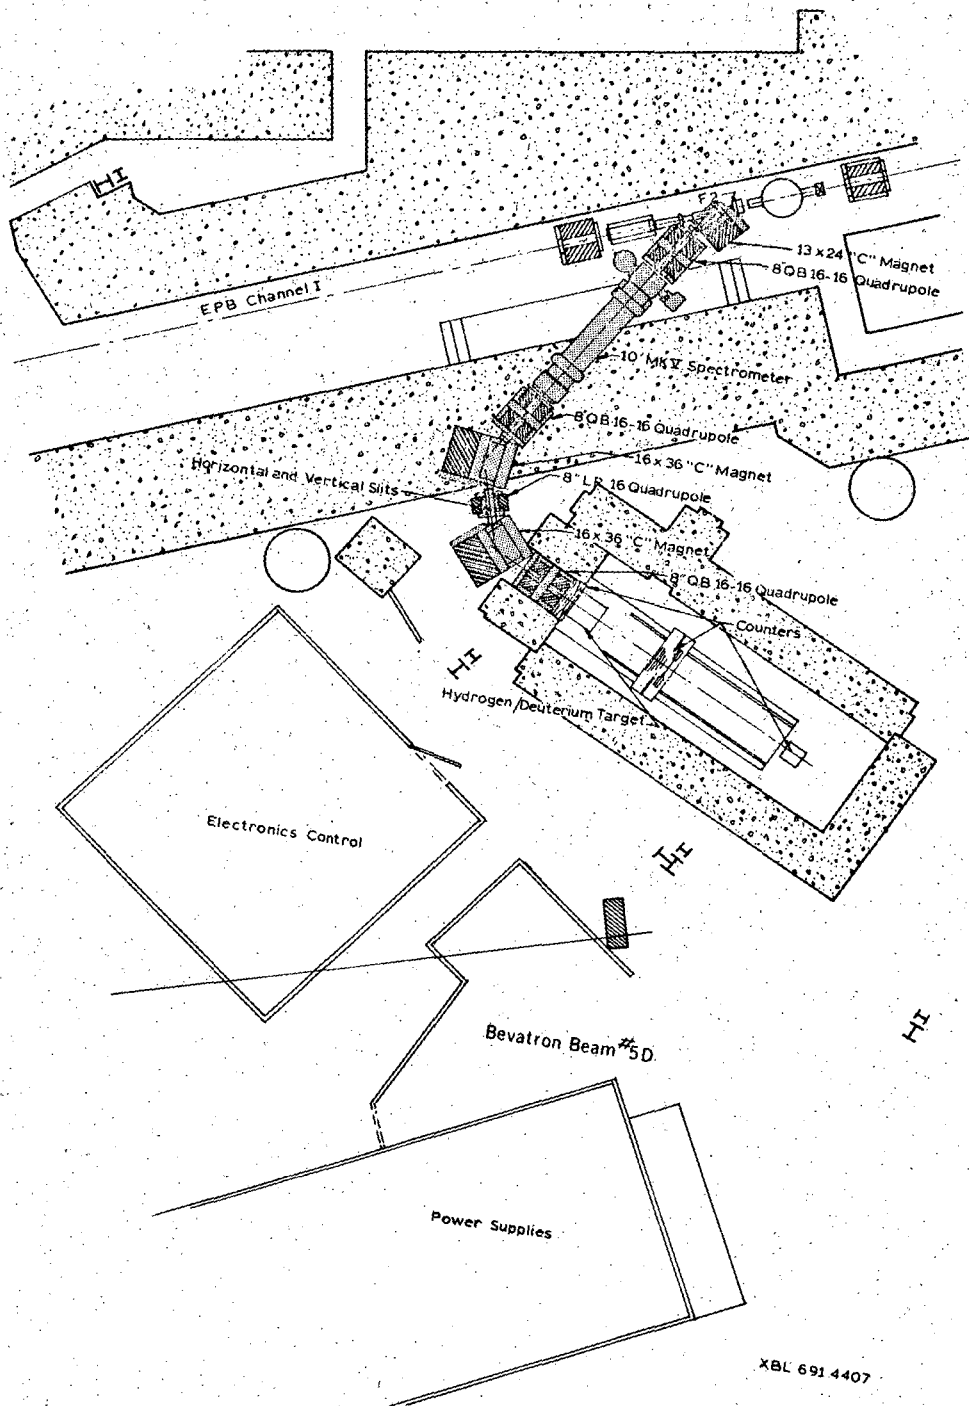 F2
13 x 24 "C" Magnet
8"QB 16-16 Quadrupole
EPB Channel I
10' MK V Spectrometer
8"QB 16-16 Quadrupole
16 x 36 "C" Magnet
Horizontal and Vertical Slits
8" LP 16 Quadrupole
16 x 36 "C" Magnet
8"QB 16-16 Quadrupole
Counters
Hydrogen/Deuterium Target
Electronics Control
Bevatron Beam #5D
Power Supplies
XBL 691 4407